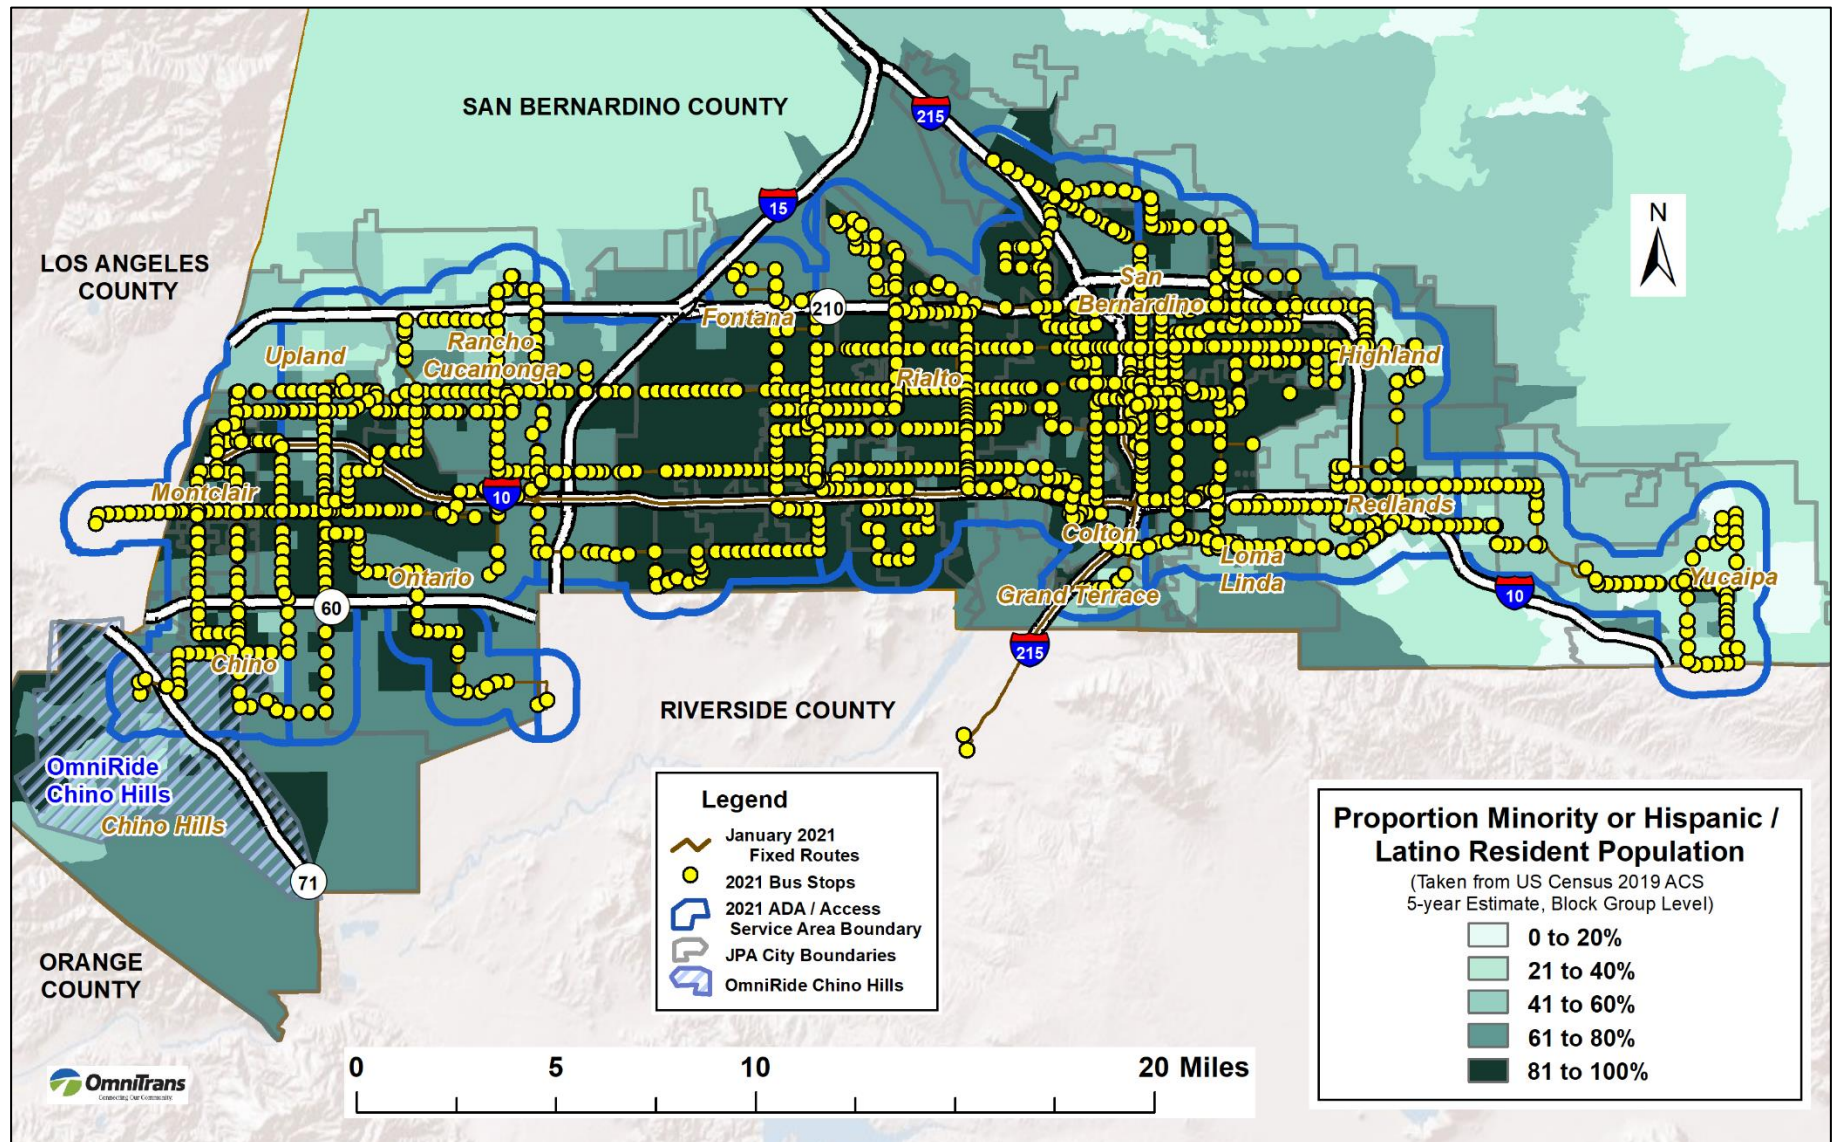 SAN BERNARDINO COUNTY
215
15
N
LOS ANGELES
COUNTY
San
Bernardino
210
Fontana
Upland
Rancho
Cucamonga
Highland
Rialto
Montclair
10
Redlands
Colton
Loma
Linda
Ontario
Grand Terrace
Yucaipa
10
60
215
Chino
RIVERSIDE COUNTY
OmniRide
Chino Hills
Chino Hills
71
ORANGE
COUNTY
Legend
January 2021
Fixed Routes
2021 Bus Stops
2021 ADA / Access
Service Area Boundary
JPA City Boundaries
OmniRide Chino Hills
Proportion Minority or Hispanic /
Latino Resident Population
(Taken from US Census 2019 ACS
5-year Estimate, Block Group Level)
0 to 20%
21 to 40%
41 to 60%
61 to 80%
81 to 100%
0 5 10 20 Miles
OmniTrans
Connecting Our Community.